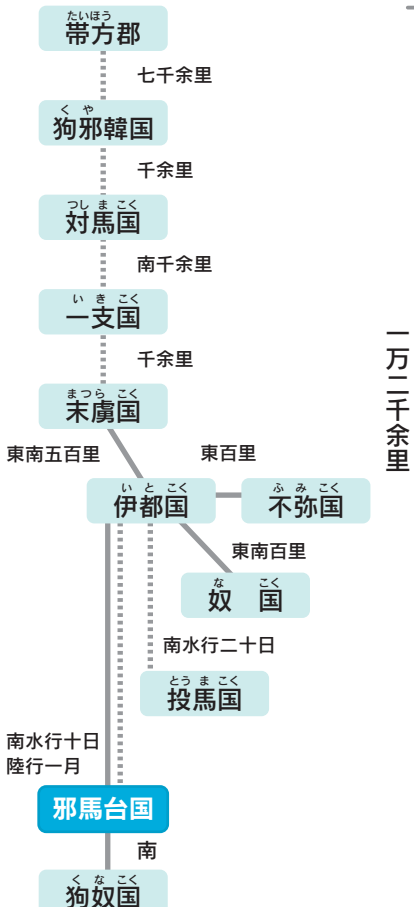 たいほう
帯方郡
七千余里
くや
狗邪韓国
千余里
つしまこく
対馬国
南千余里
いきこく
一支国
千余里
まつらこく
末盧国
東南五百里
東百里
いとこく
伊都国
ふみこく
不弥国
東南百里
なこく
奴国
南水行二十日
とうまこく
投馬国
南水行十日
陸行一月
邪馬台国
南
くなこく
狗奴国
一万二千余里